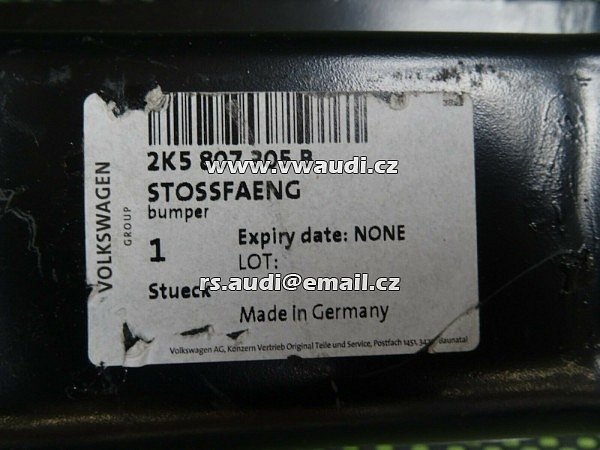 VOLKSWAGEN
GROUP
2K5 807 305 B
www.vwaudi.cz
STOSSFAENG
bumper
1
Expiry date: NONE
LOT:
rs.audi@email.cz
Stueck
Made in Germany
Volkswagen AG, Konzern Vertrieb Original Teile und Service, Postfach 1451, Baunatal